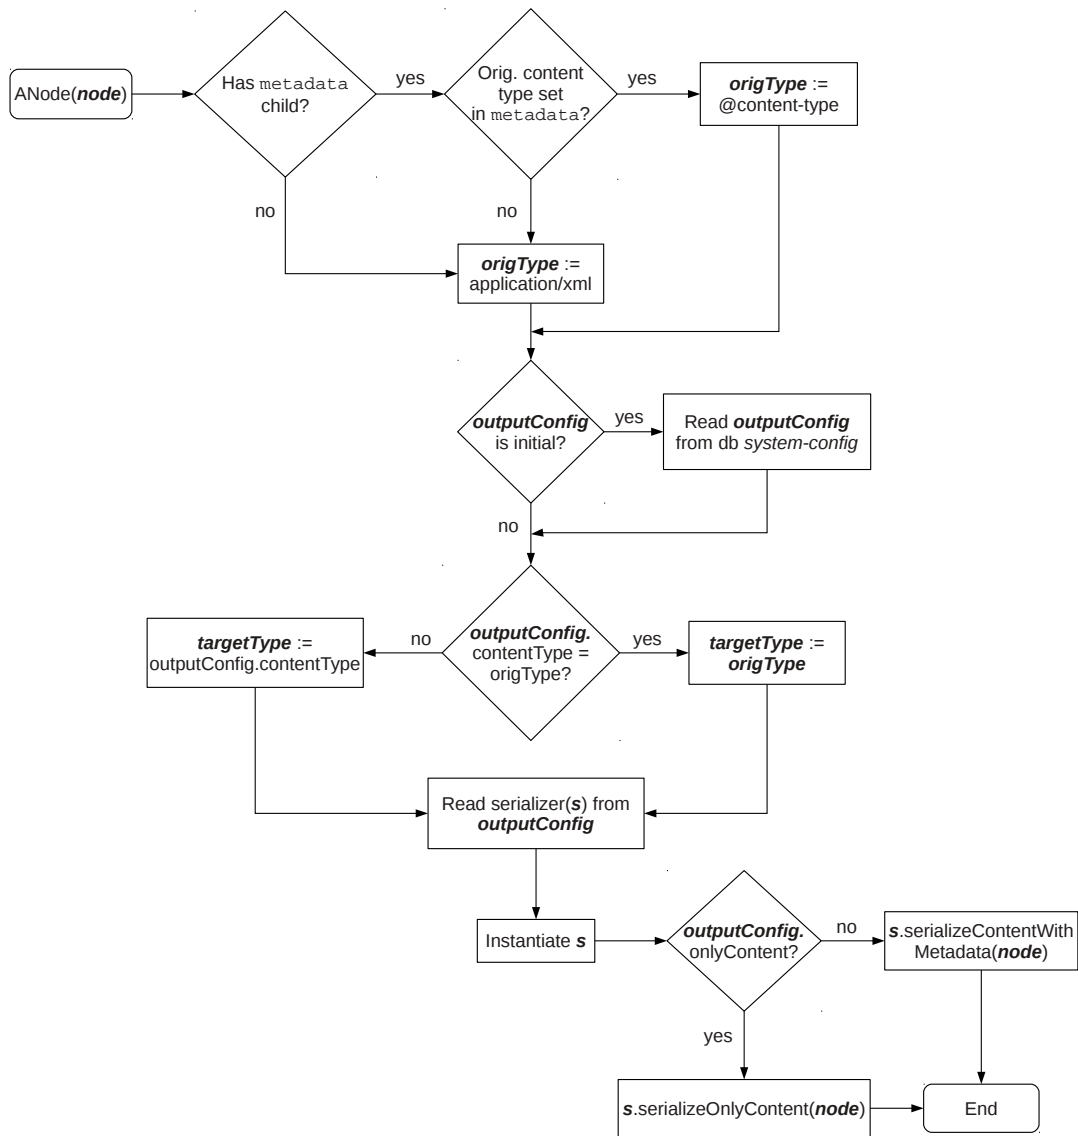 ANode(node)
Has metadata
child?
yes
Orig. content
type set
in metadata?
yes
origType :=
@content-type
no
no
origType :=
application/xml
outputConfig
is initial?
yes
Read outputConfig
from db system-config
no
targetType :=
outputConfig.contentType
no
outputConfig.
contentType =
origType?
yes
targetType :=
origType
Read serializer(s) from
outputConfig
Instantiate s
outputConfig.
onlyContent?
no
s.serializeContentWith
Metadata(node)
yes
s.serializeOnlyContent(node)
End